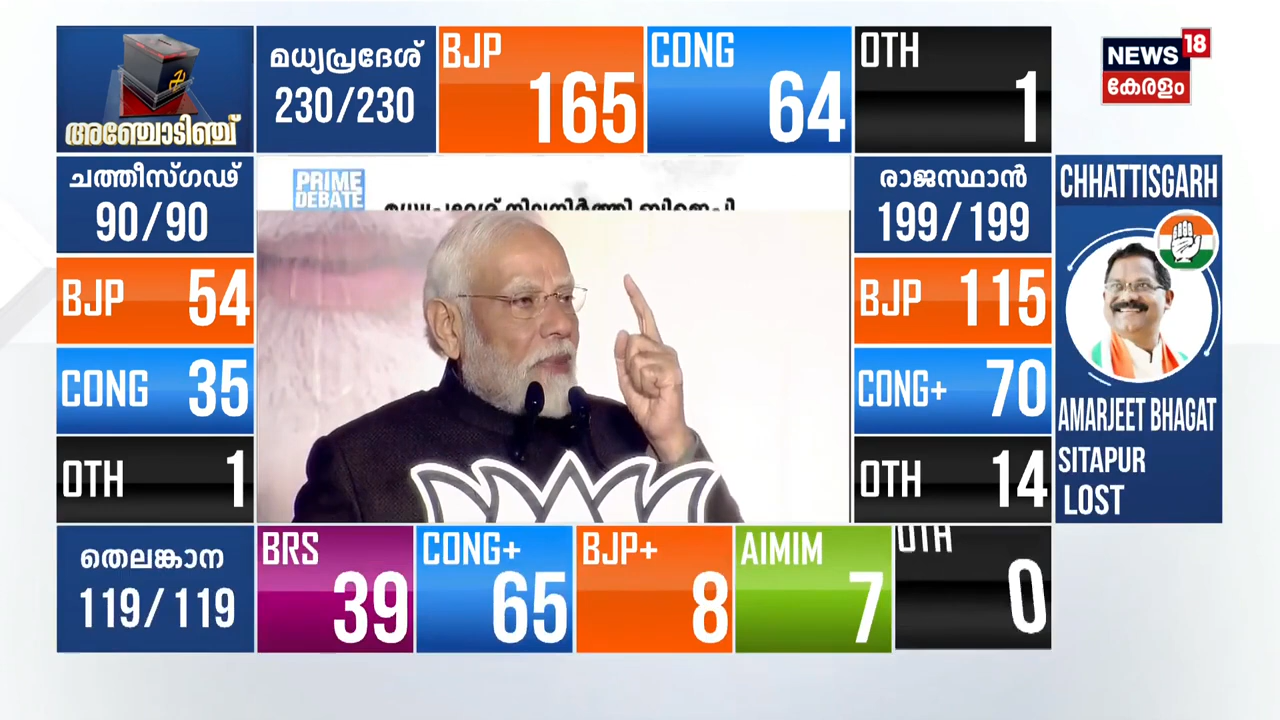 അഞ്ചോടിഞ്ച്
മധ്യപ്രദേശ്
230/230
BJP
165
CONG
64
OTH
1
NEWS 18
കേരളം
ചത്തീസ്ഗഢ്
90/90
BJP 54
CONG 35
OTH 1
PRIME
DEBATE
രാജസ്ഥാൻ
199/199
BJP 115
CONG+ 70
OTH 14
CHHATTISGARH
AMARJEET BHAGAT
SITAPUR
LOST
തെലങ്കാന
119/119
BRS
39
CONG+
65
BJP+
8
AIMIM
7
OTH
0